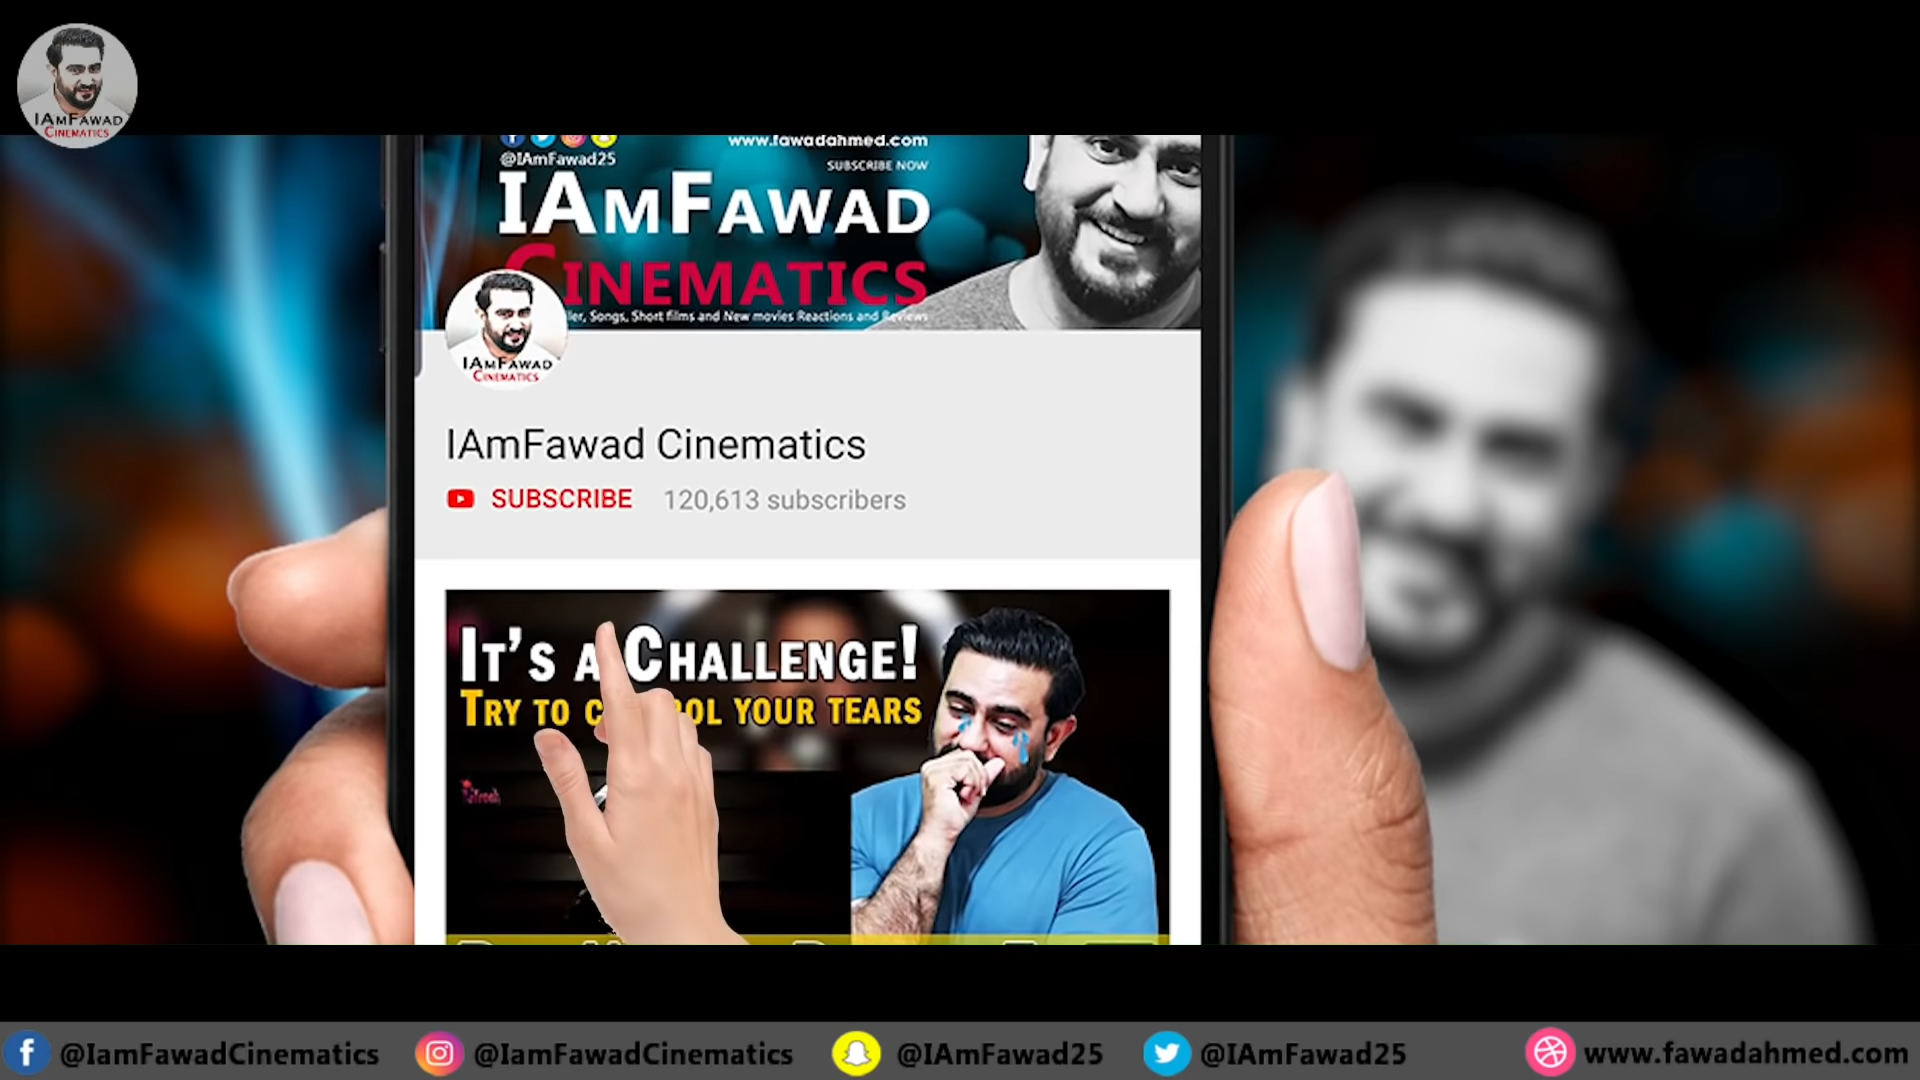 IAMFAWAD
CINEMATICS
@IAmFawad25
www.fawadahmed.com
SUBSCRIBE NOW
IAMFAWAD
CINEMATICS
ler, Songs, Short films and New movies Reactions and Reviews
IAMFAWAD
CINEMATICS
IAmFawad Cinematics
SUBSCRIBE 120,613 subscribers
IT'S A CHALLENGE!
TRY TO C OL YOUR TEARS
@IamFawadCinematics @IamFawadCinematics @IAmFawad25 @IAmFawad25 www.fawadahmed.com